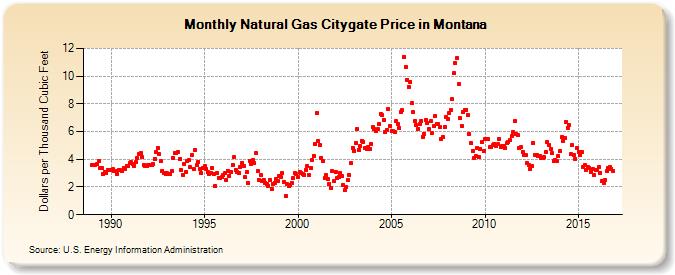 Monthly Natural Gas Citygate Price in Montana
Dollars per Thousand Cubic Feet
12
10
8
6
4
2
0
1990 1995 2000 2005 2010 2015
Source: U.S. Energy Information Administration